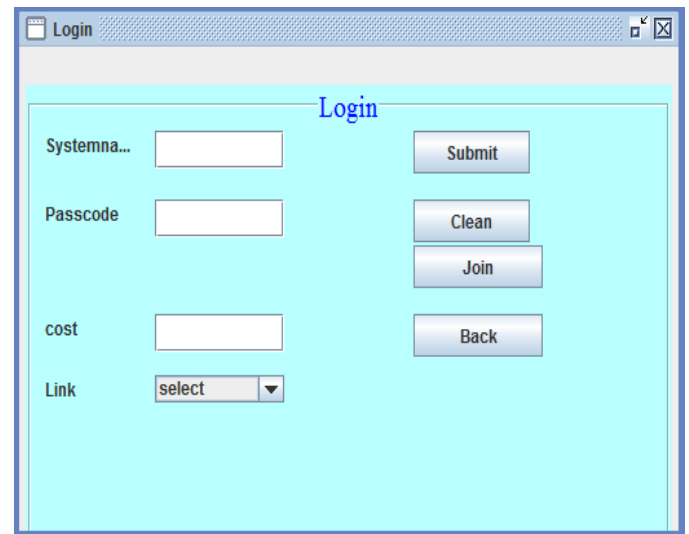 Login
Login
Systemna... Submit
Passcode Clean
Join
cost Back
Link select